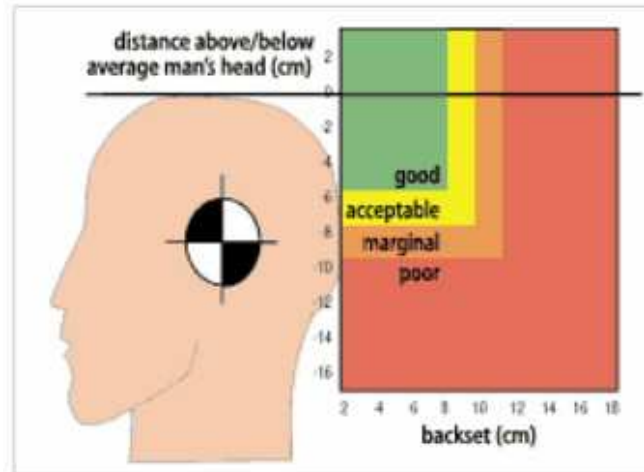 distance above/below
average man's head (cm)
2
0
-2
-4
-6
-8
-10
-12
-14
-16
good
acceptable
marginal
poor
2 4 6 8 10 12 14 16 18
backset (cm)